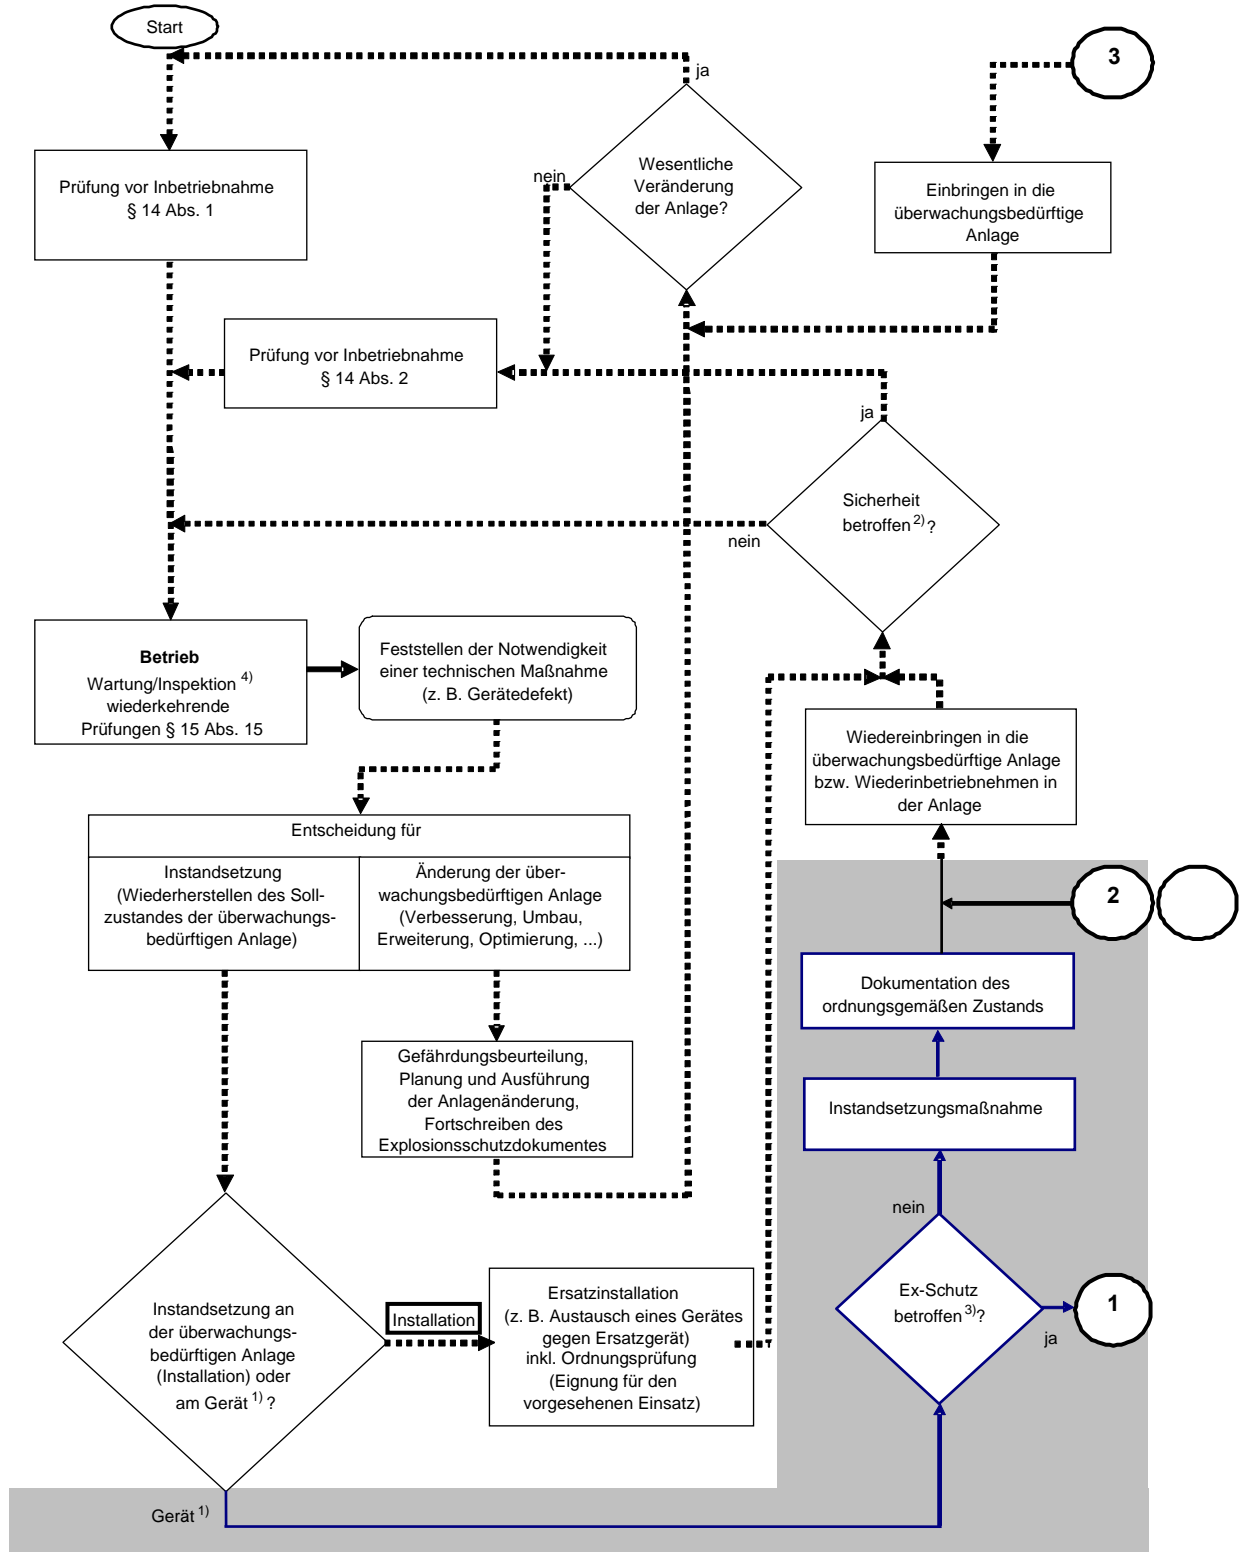 Start
ja
3
Wesentliche
Veränderung
der Anlage?
nein
Prüfung vor Inbetriebnahme
§ 14 Abs. 1
Einbringen in die
überwachungsbedürftige
Anlage
Prüfung vor Inbetriebnahme
§ 14 Abs. 2
ja
Sicherheit
betroffen 2) ?
nein
Betrieb
Wartung/Inspektion 4)
wiederkehrende
Prüfungen § 15 Abs. 15
Feststellen der Notwendigkeit
einer technischen Maßnahme
(z. B. Gerätedefekt)
Wiedereinbringen in die
überwachungsbedürftige Anlage
bzw. Wiederinbetriebnehmen in
der Anlage
Entscheidung für
Instandsetzung
(Wiederherstellen des Soll-
zustandes der überwachungs-
bedürftigen Anlage)
Änderung der über-
wachungsbedürftigen Anlage
(Verbesserung, Umbau,
Erweiterung, Optimierung, ...)
2
Dokumentation des
ordnungsgemäßen Zustands
Gefährdungsbeurteilung,
Planung und Ausführung
der Anlagenänderung,
Fortschreiben des
Explosionsschutzdokumentes
Instandsetzungsmaßnahme
nein
Ex-Schutz
betroffen 3) ?
1
ja
Instandsetzung an
der überwachungs-
bedürftigen Anlage
(Installation) oder
am Gerät 1) ?
Installation
Ersatzinstallation
(z. B. Austausch eines Gerätes
gegen Ersatzgerät)
inkl. Ordnungsprüfung
(Eignung für den
vorgesehenen Einsatz)
Gerät 1)